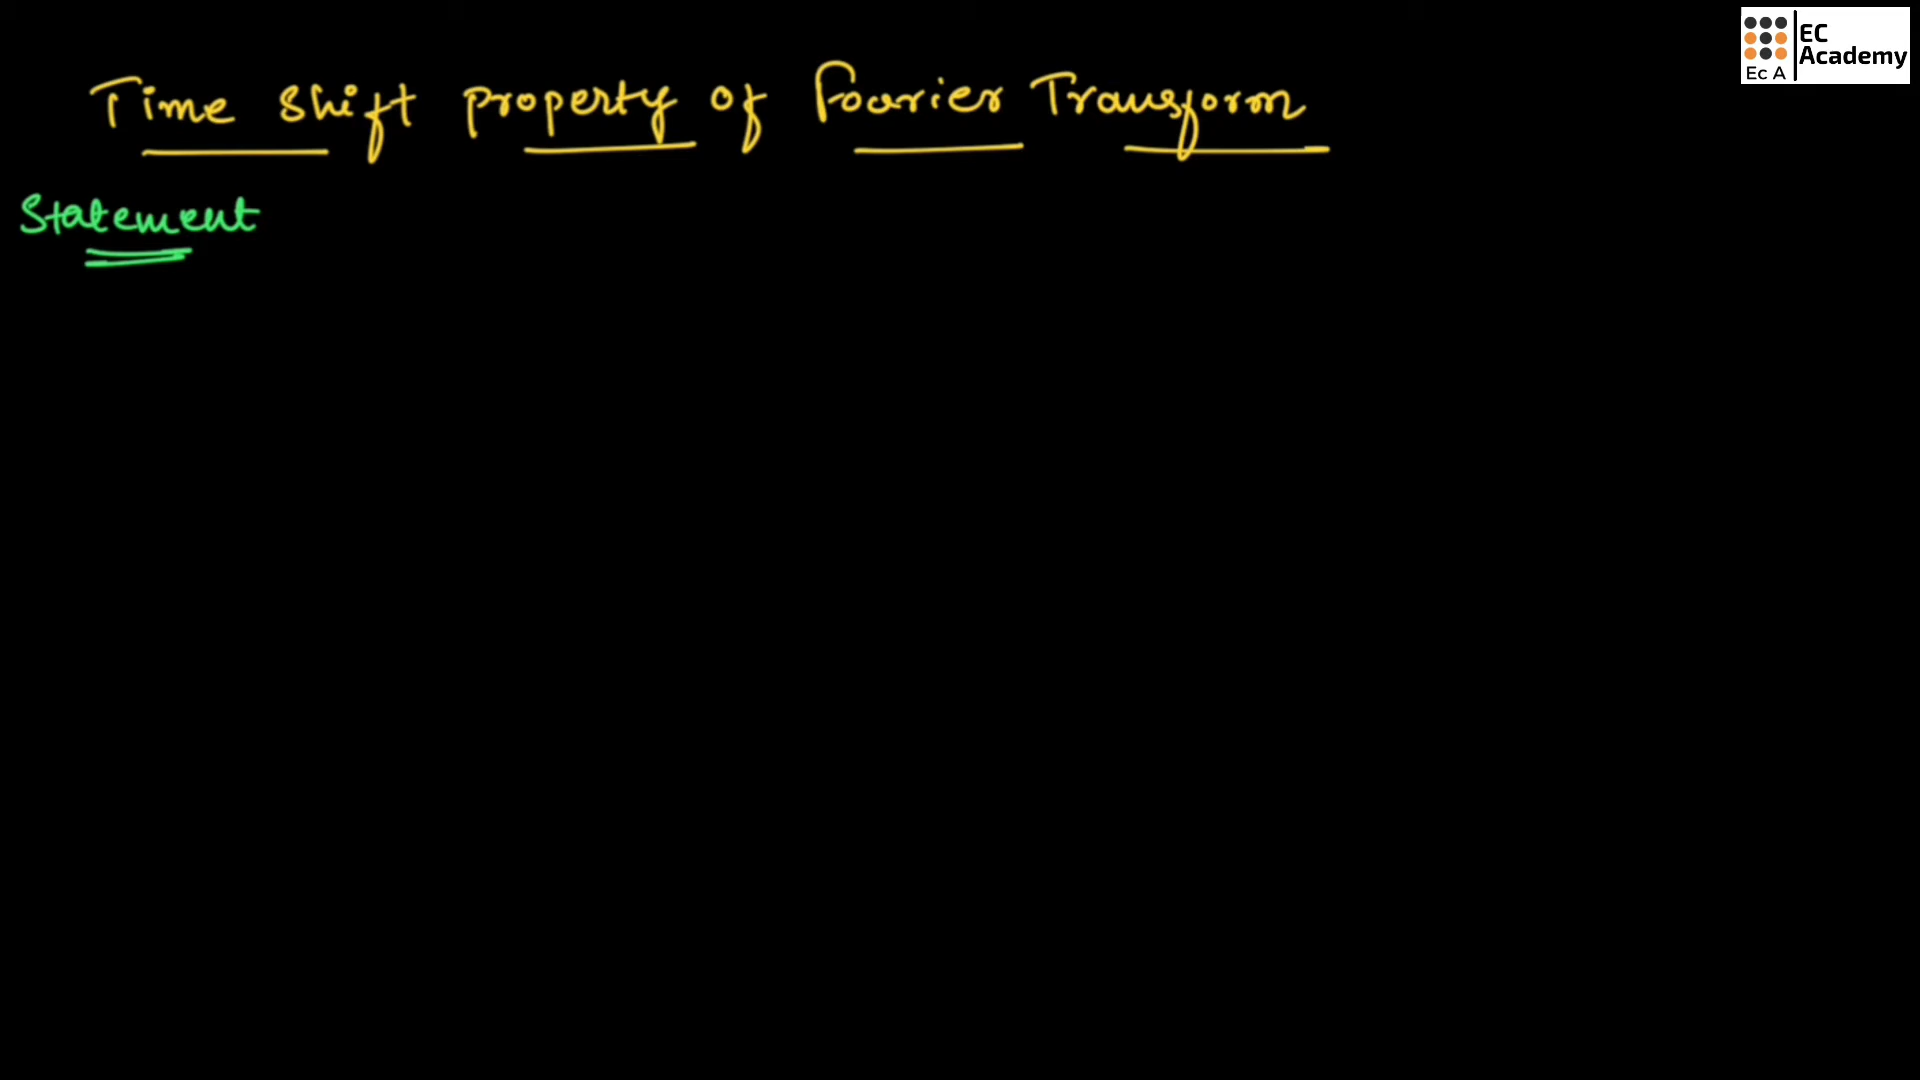 Time shift property of Fourier Transform
EC
Academy
Ec A
Statement